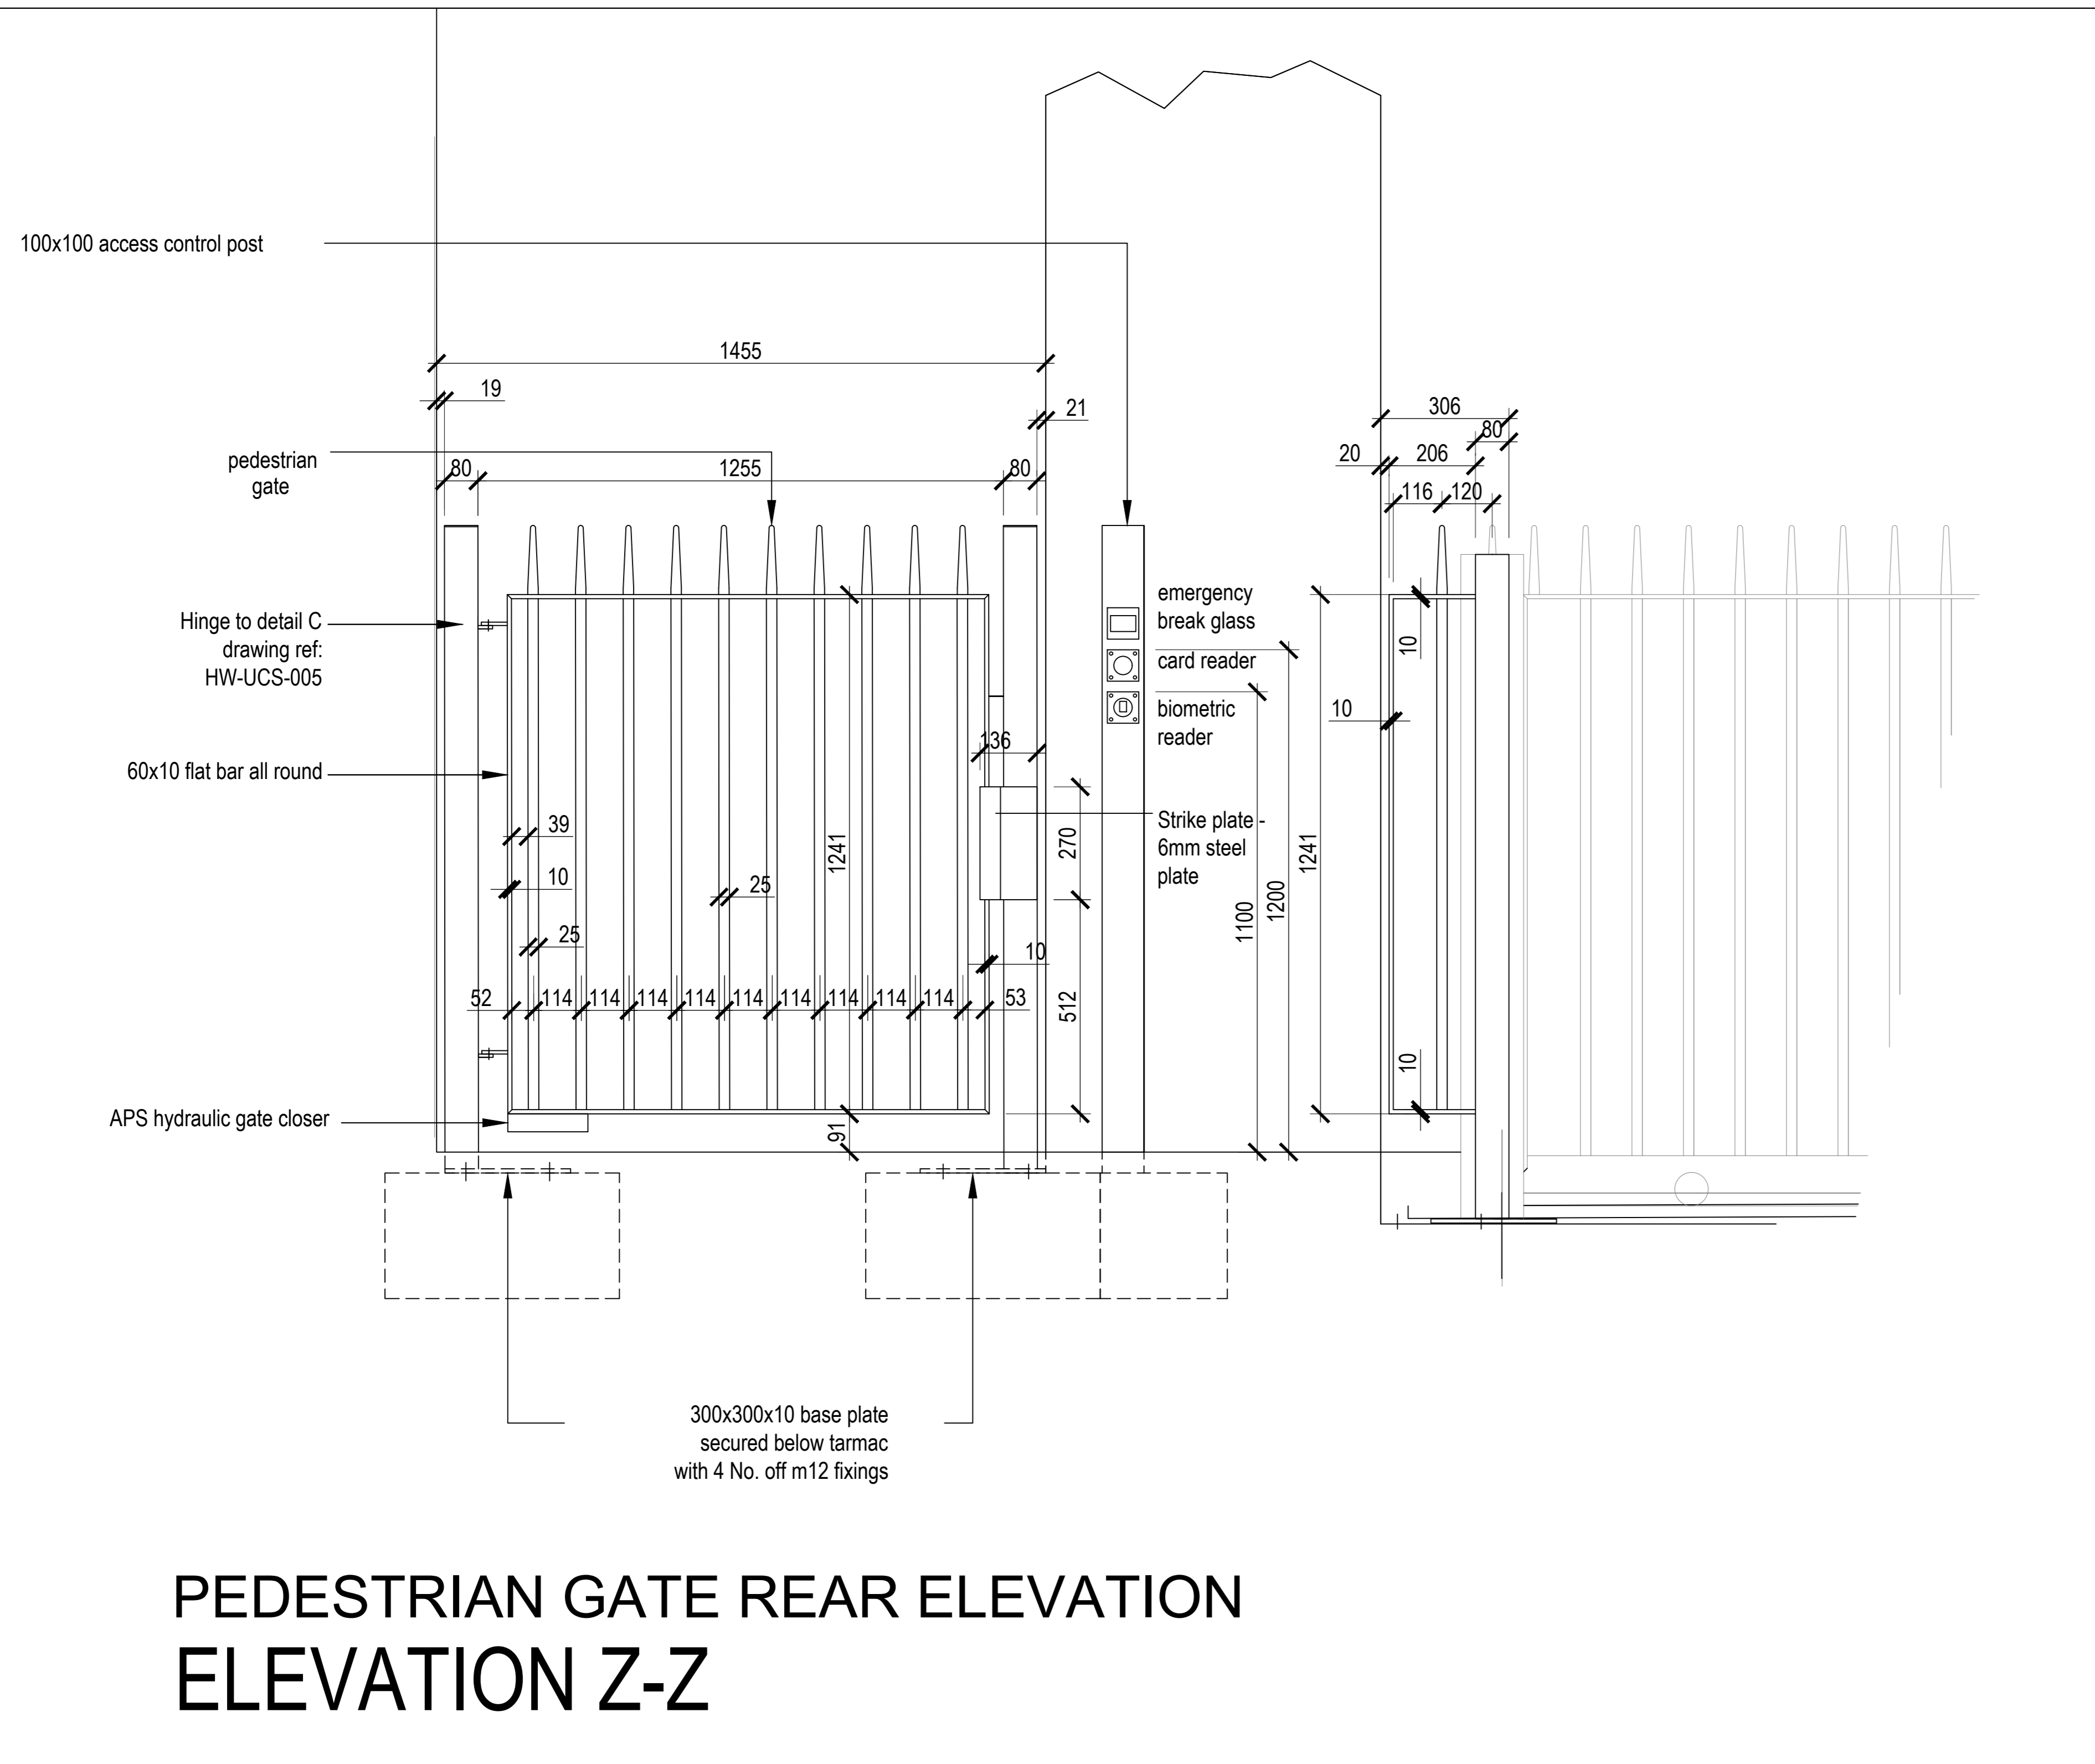 100x100 access control post
1455
19
21
306
80
pedestrian
gate
80
1255
80
20
206
116
120
Hinge to detail C
drawing ref:
HW-UCS-005
emergency
break glass
card reader
biometric
reader
10
10
136
60x10 flat bar all round
39
10
25
25
1241
270
Strike plate -
6mm steel
plate
1241
1200
1100
10
52
114
114
114
114
114
114
114
114
114
53
512
10
APS hydraulic gate closer
91
300x300x10 base plate
secured below tarmac
with 4 No. off m12 fixings
PEDESTRIAN GATE REAR ELEVATION
ELEVATION Z-Z